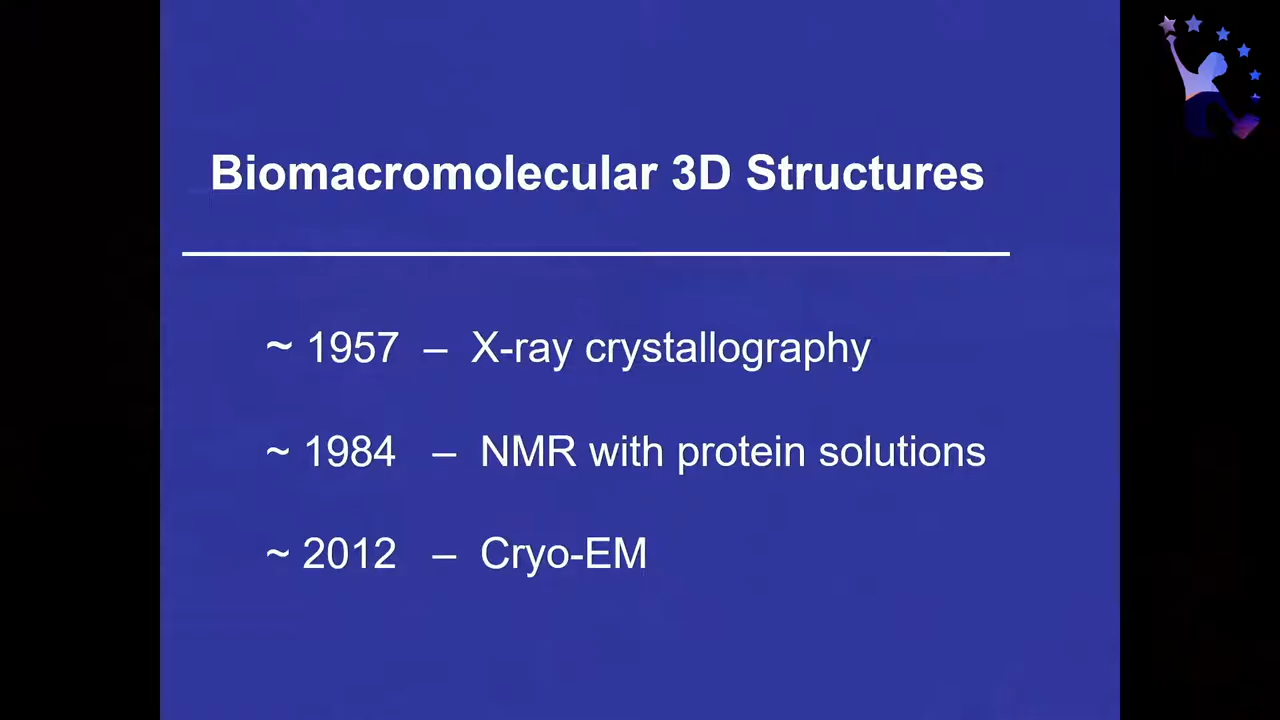 Biomacromolecular 3D Structures
~ 1957 – X-ray crystallography
~ 1984 – NMR with protein solutions
~ 2012 – Cryo-EM